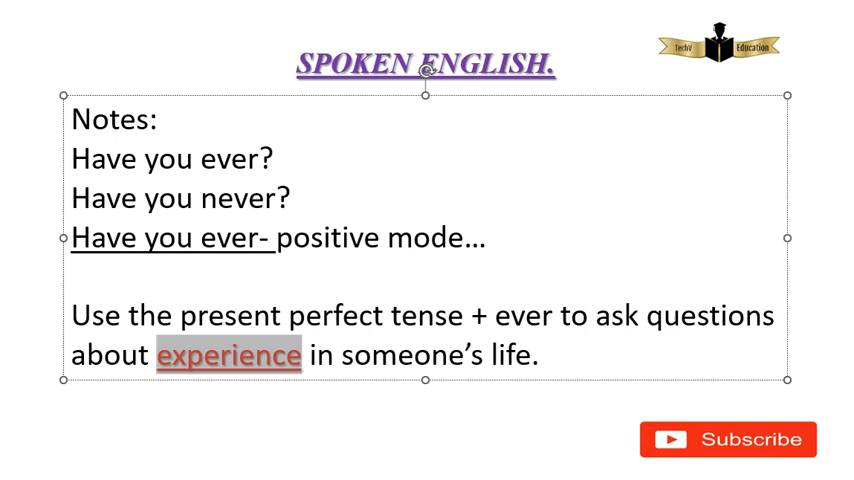 SPOKEN ENGLISH.
TechV Education
Notes:
Have you ever?
Have you never?
Have you ever- positive mode...
Use the present perfect tense + ever to ask questions
about experience in someone's life.
Subscribe